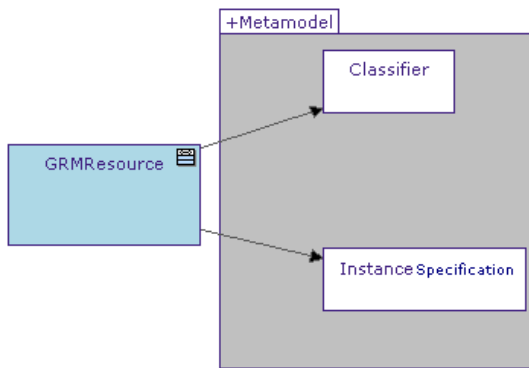 +Metamodel
Classifier
GRMResource
InstanceSpecification